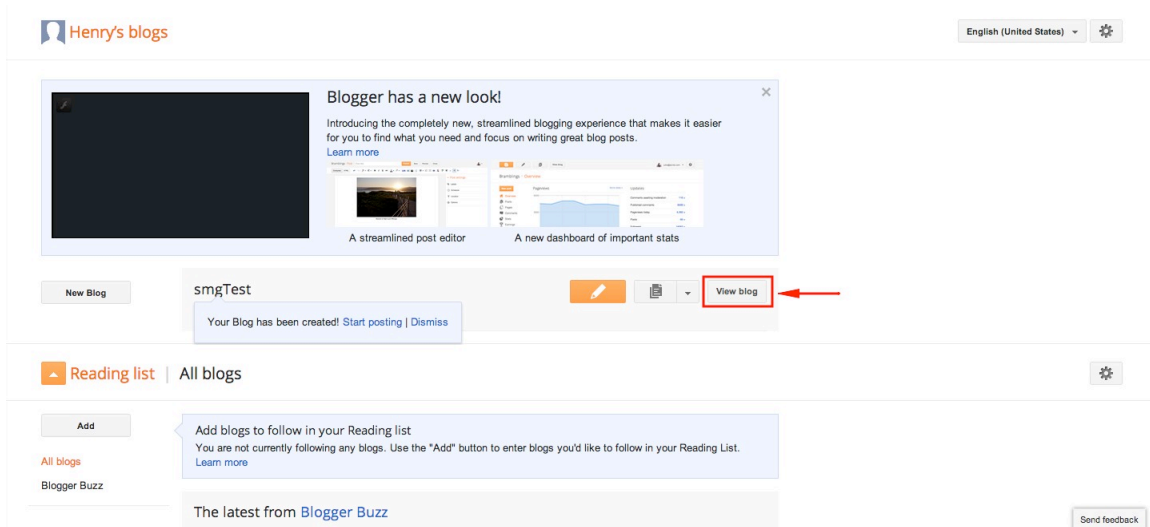 Henry's blogs
English (United States)
Blogger has a new look!
Introducing the completely new, streamlined blogging experience that makes it easier
for you to find what you need and focus on writing great blog posts.
Learn more
A streamlined post editor
A new dashboard of important stats
New Blog
smgTest
View blog
Your Blog has been created! Start posting | Dismiss
Reading list | All blogs
Add
Add blogs to follow in your Reading list
You are not currently following any blogs. Use the "Add" button to enter blogs you'd like to follow in your Reading List.
Learn more
All blogs
Blogger Buzz
The latest from Blogger Buzz
Send feedback